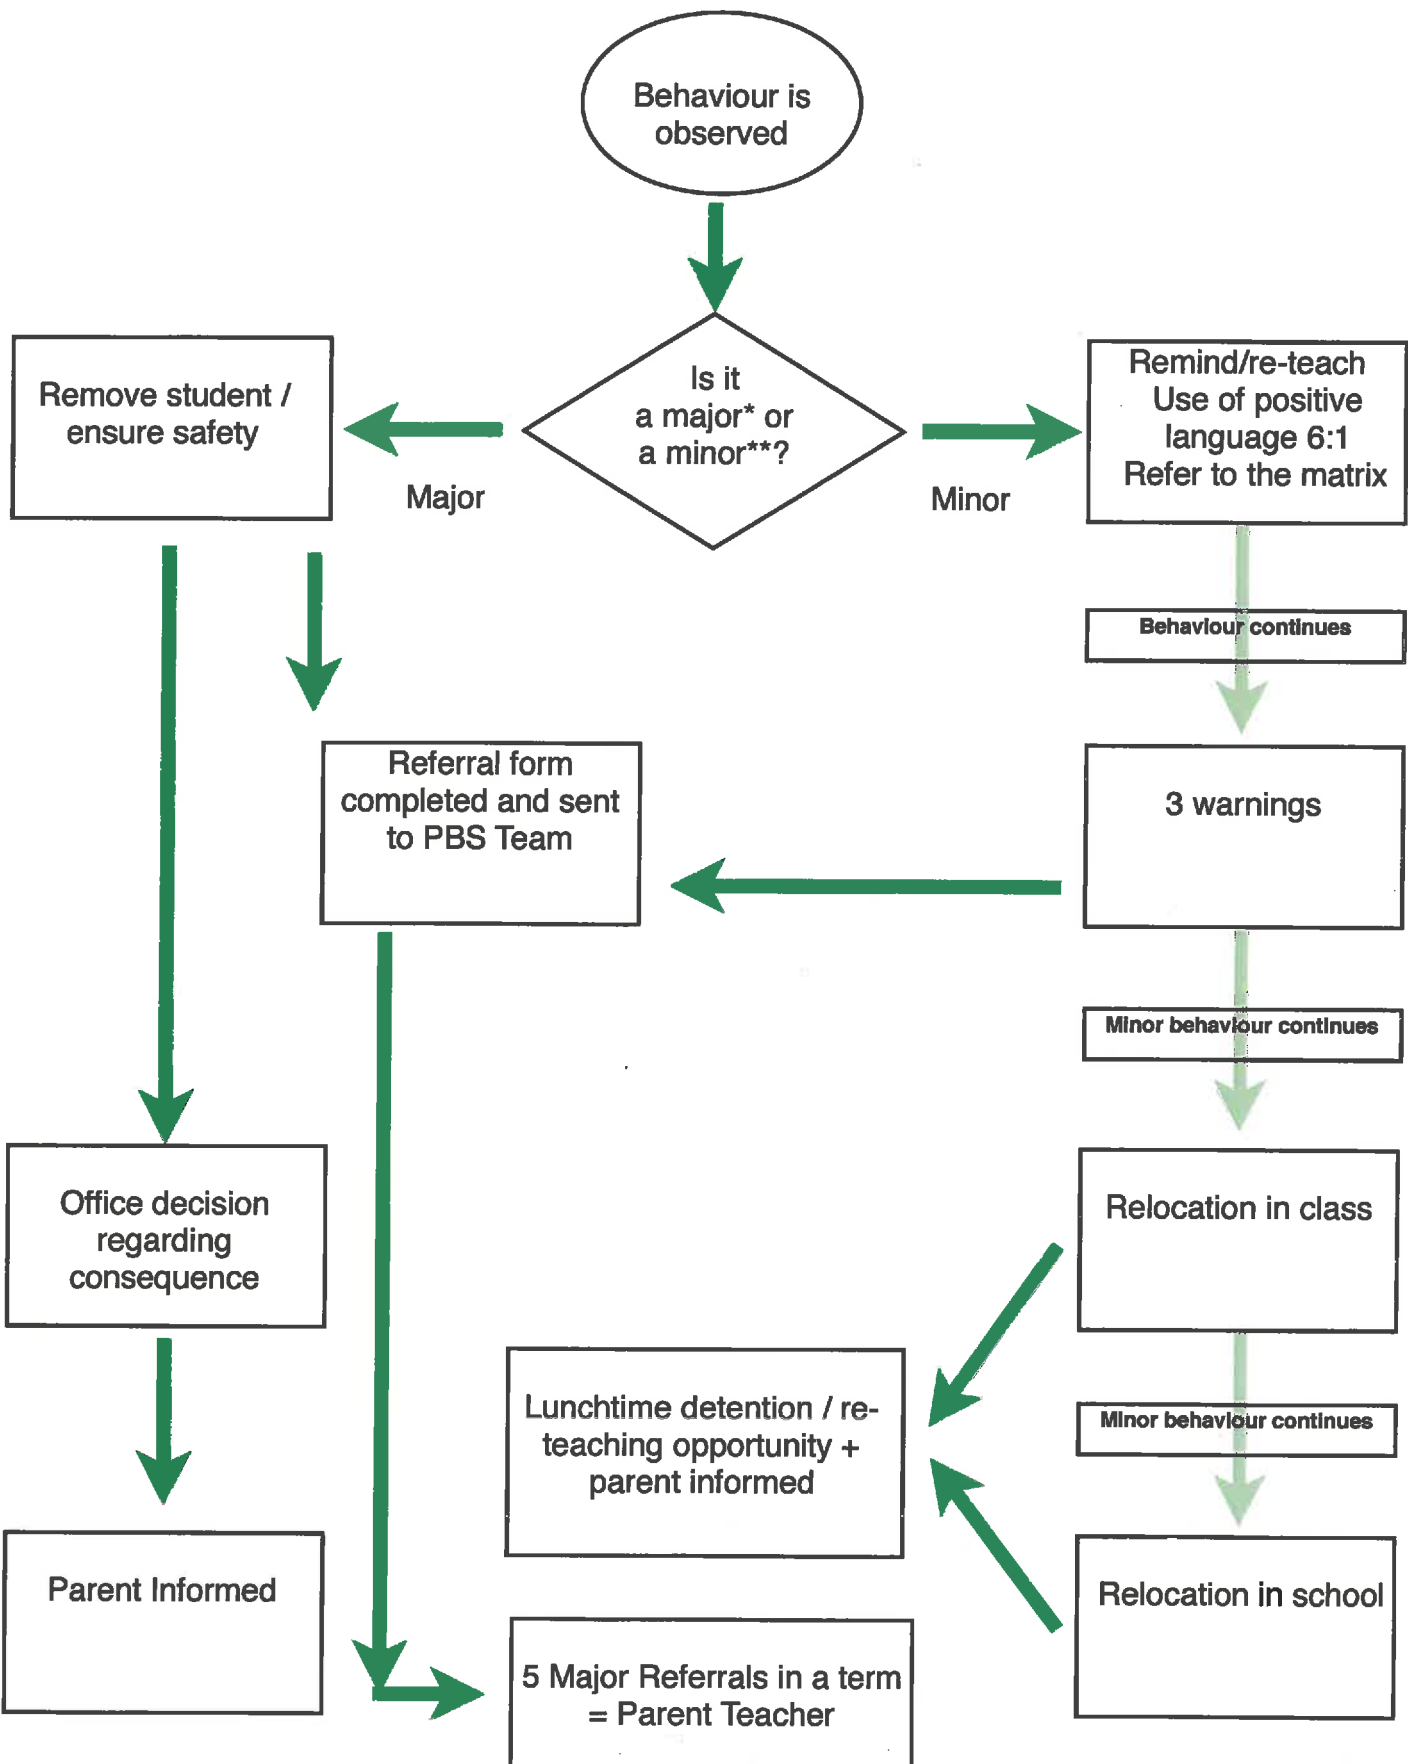 Behaviour is
observed
Is it
a major* or
a minor**?
Major
Minor
Remove student /
ensure safety
Remind/re-teach
Use of positive
language 6:1
Refer to the matrix
Behaviour continues
Referral form
completed and sent
to PBS Team
3 warnings
Minor behaviour continues
Office decision
regarding
consequence
Relocation in class
Lunchtime detention / re-
teaching opportunity +
parent informed
Minor behaviour continues
Parent Informed
Relocation in school
5 Major Referrals in a term
= Parent Teacher